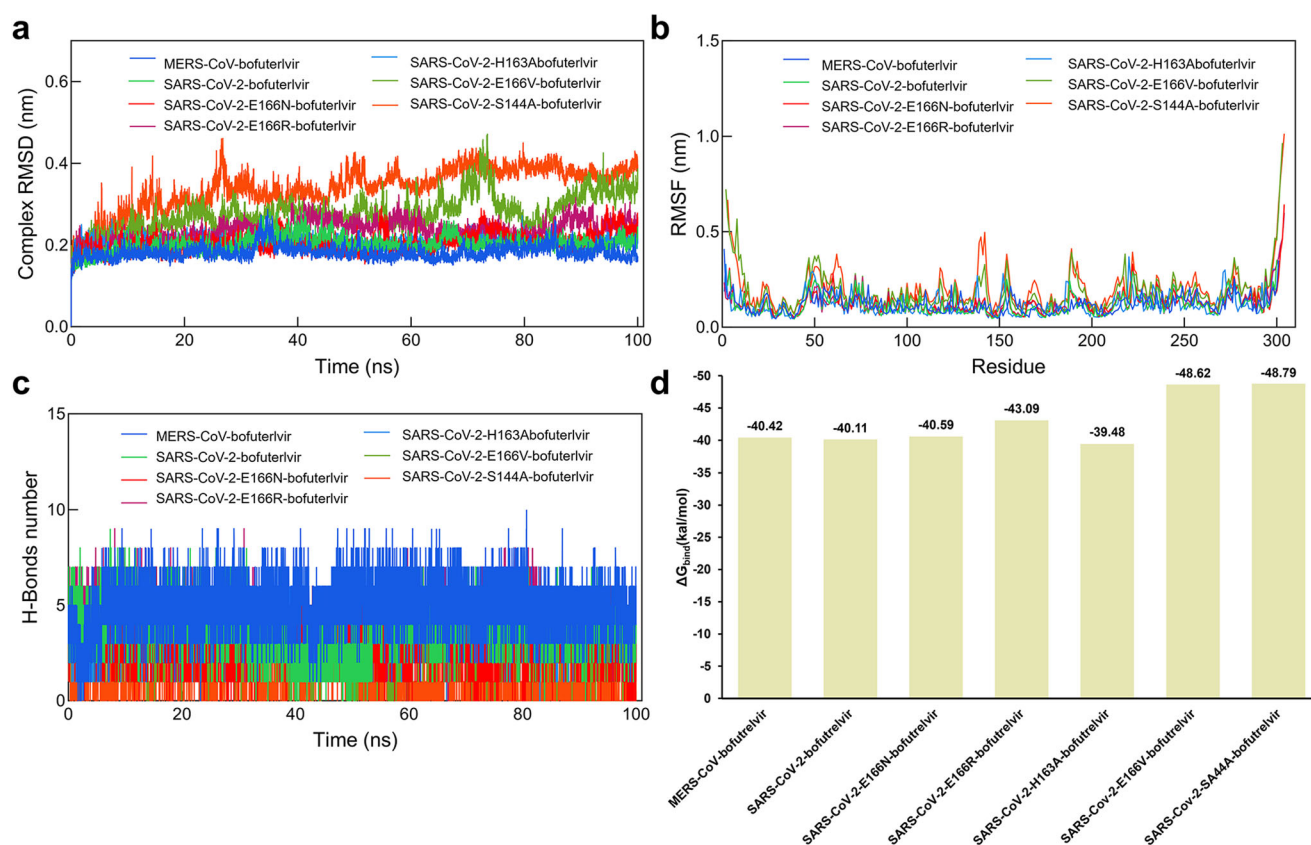 a
Complex RMSD (nm)
0.6
0.4
0.2
0.0
MERS-CoV-bofuterlvir
SARS-CoV-2-bofuterlvir
SARS-CoV-2-E166N-bofuterlvir
SARS-CoV-2-E166R-bofuterlvir
SARS-CoV-2-H163Abofuterlvir
SARS-CoV-2-E166V-bofuterlvir
SARS-CoV-2-S144A-bofuterlvir
0 20 40 60 80 100
Time (ns)
b
RMSF (nm)
1.5
1.0
0.5
0.0
MERS-CoV-bofuterlvir
SARS-CoV-2-bofuterlvir
SARS-CoV-2-E166N-bofuterlvir
SARS-CoV-2-E166R-bofuterlvir
SARS-CoV-2-H163Abofuterlvir
SARS-CoV-2-E166V-bofuterlvir
SARS-CoV-2-S144A-bofuterlvir
0 50 100 150 200 250 300
Residue
c
H-Bonds number
15
10
5
0
MERS-CoV-bofuterlvir
SARS-CoV-2-bofuterlvir
SARS-CoV-2-E166N-bofuterlvir
SARS-CoV-2-E166R-bofuterlvir
SARS-CoV-2-H163Abofuterlvir
SARS-CoV-2-E166V-bofuterlvir
SARS-CoV-2-S144A-bofuterlvir
0 20 40 60 80 100
Time (ns)
d
ΔGbind(kal/mol)
-50
-45
-40
-35
-30
-25
-20
-15
-10
-5
0
-40.42
-40.11
-40.59
-43.09
-39.48
-48.62
-48.79
MERS-CoV-bofutrelvir
SARS-CoV-2-bofutrelvir
SARS-CoV-2-E166N-bofutrelvir
SARS-CoV-2-E166R-bofutrelvir
SARS-CoV-2-H163A-bofutrelvir
SARS-CoV-2-E166V-bofutrelvir
SARS-Cov-2-SA44A-bofutrelvir